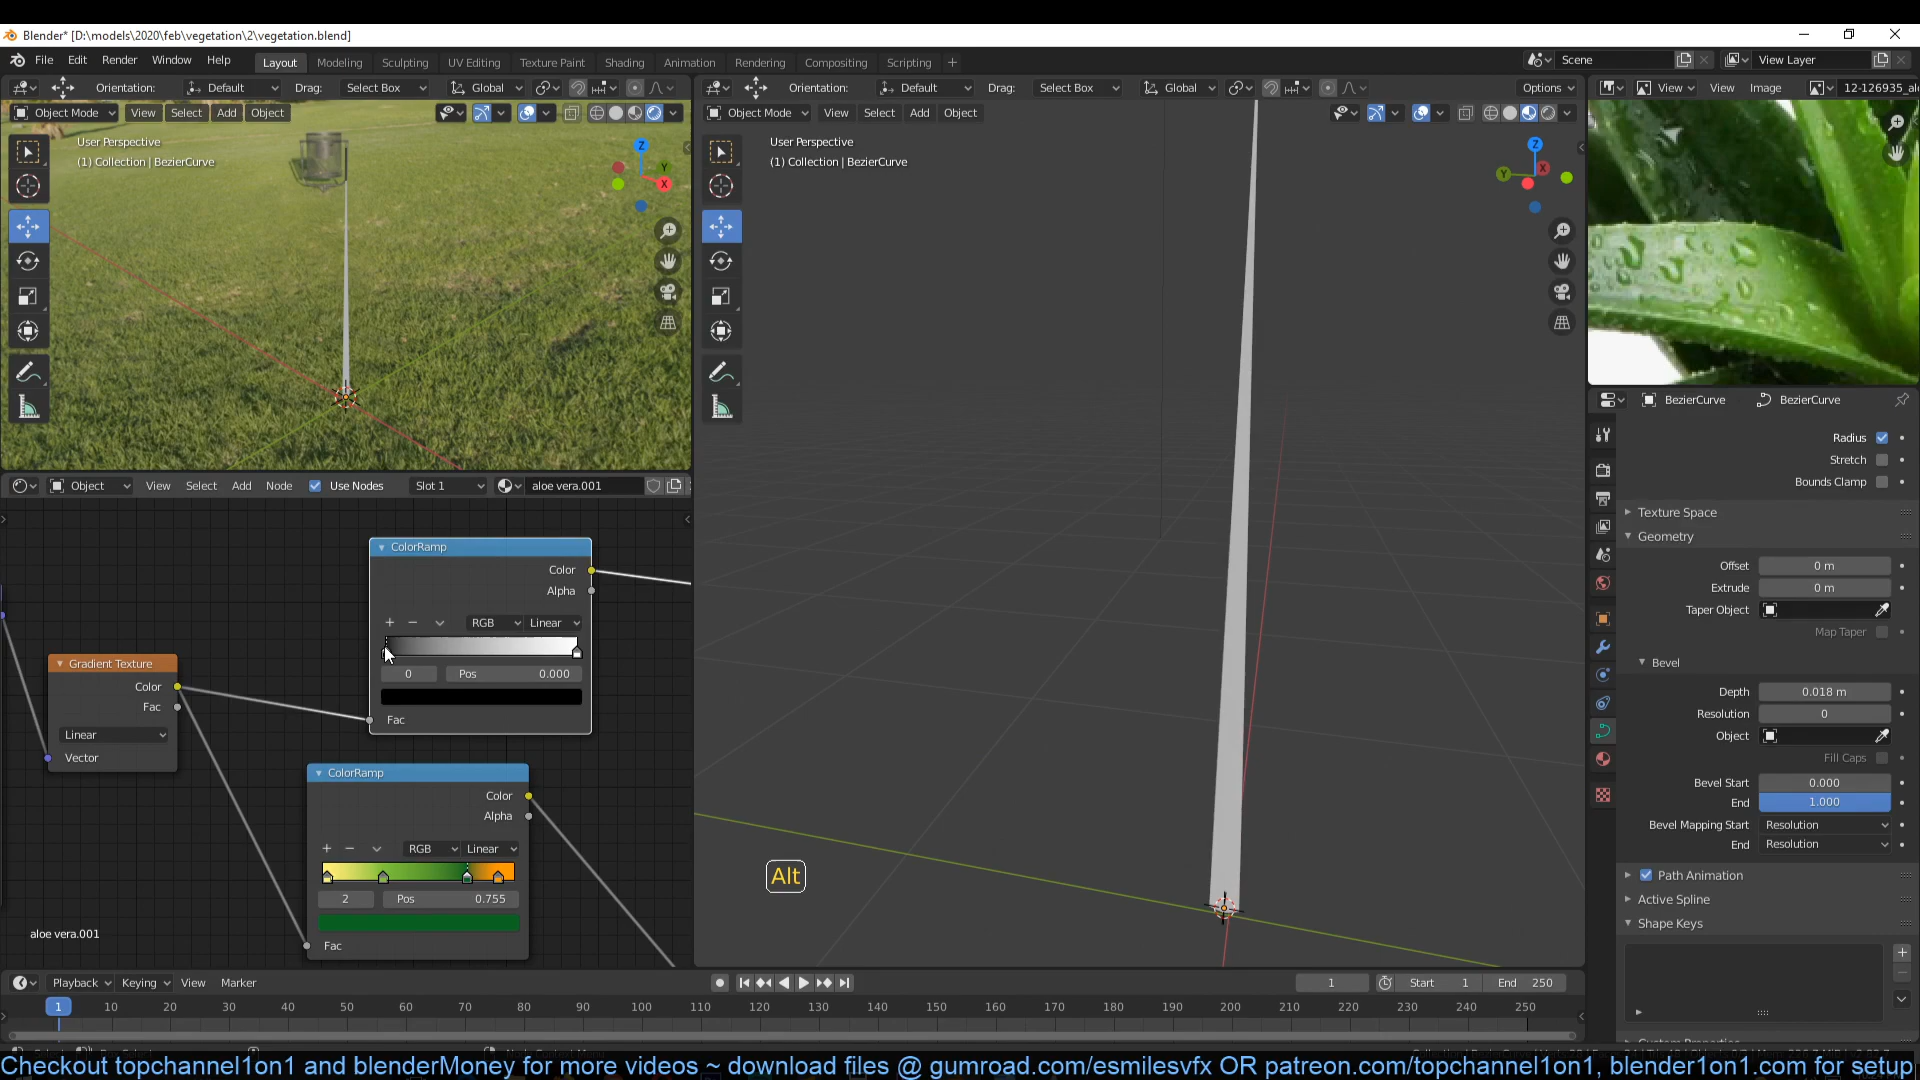 Blender* [D:\models\2020\feb\vegetation\2\vegetation.blend]
File Edit Render Window Help Layout Modeling Sculpting UV Editing Texture Paint Shading Animation Rendering Compositing Scripting + Scene View Layer
Orientation: Default Drag: Select Box Global
Orientation: Default Drag: Select Box Global Options
View View Image 12-126935_al
Object Mode View Select Add Object
Object Mode View Select Add Object
User Perspective
(1) Collection | BezierCurve
Z Y X
User Perspective
(1) Collection | BezierCurve
Z Y X
BezierCurve BezierCurve
Radius
Stretch
Bounds Clamp
Texture Space
Geometry
Offset 0 m
Extrude 0 m
Taper Object
Map Taper
Bevel
Depth 0.018 m
Resolution 0
Object
Fill Caps
Bevel Start 0.000
End 1.000
Bevel Mapping Start Resolution
End Resolution
Path Animation
Active Spline
Shape Keys
Object View Select Add Node Use Nodes Slot 1 aloe vera.001
ColorRamp
Color
Alpha
RGB Linear
0 Pos 0.000
Fac
Gradient Texture
Color
Fac
Linear
Vector
ColorRamp
Color
Alpha
RGB Linear
2 Pos 0.755
Fac
aloe vera.001
Alt
Playback Keying View Marker 1 Start 1 End 250
1 10 20 30 40 50 60 70 80 90 100 110 120 130 140 150 160 170 180 190 200 210 220 230 240 250
Checkout topchannel1on1 and blenderMoney for more videos ~ download files @ gumroad.com/esmilesvfx OR patreon.com/topchannel1on1, blender1on1.com for setup